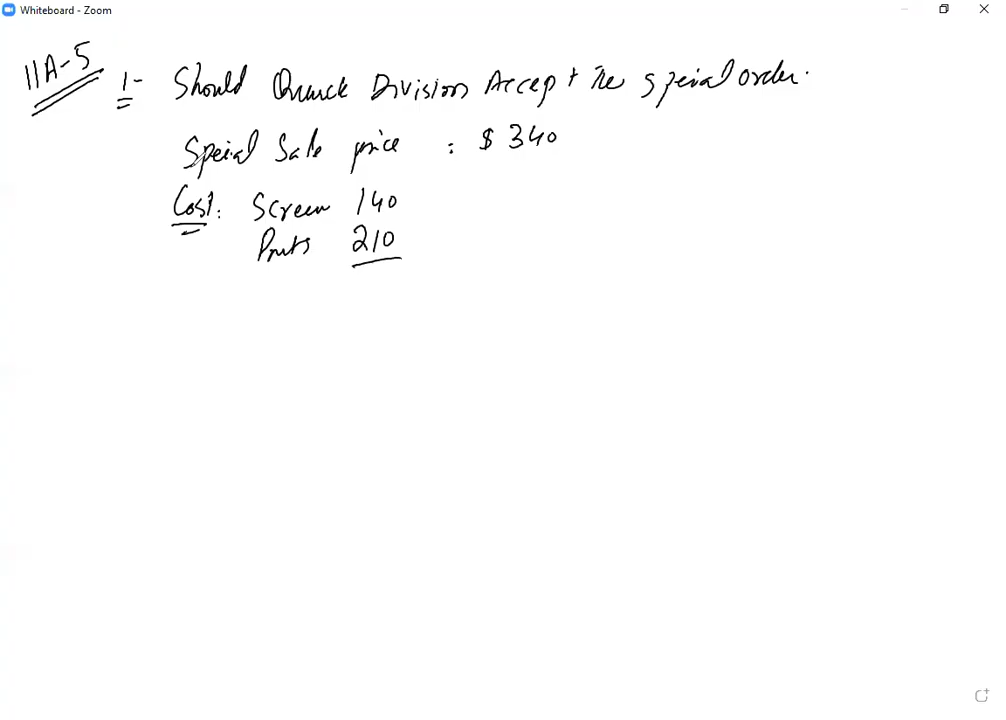 Whiteboard - Zoom
11A-5
1- Should Quark Division Accept the special order.
Special Sale price : $ 340
Cost: Screen 140
Parts 210